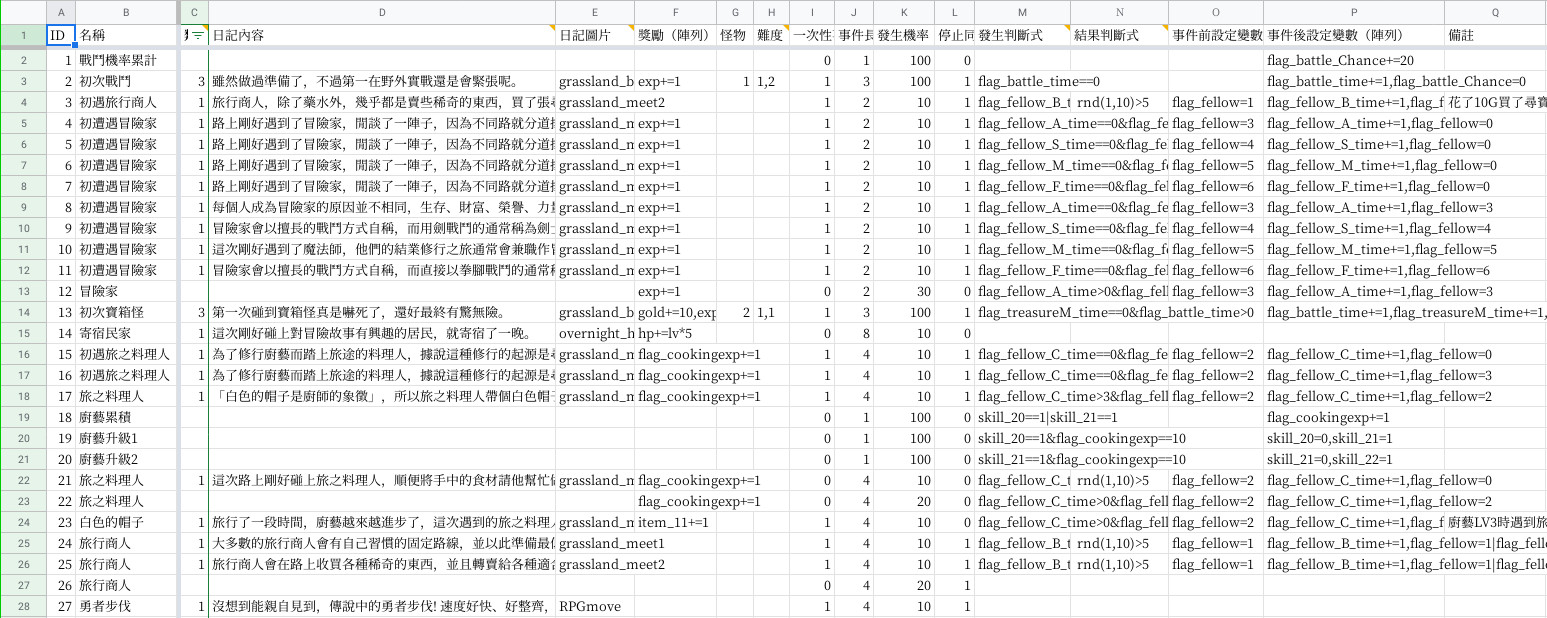 A B C D E F G H I J K L M N O P Q
1 ID 名稱 日記內容 日記圖片 獎勵（陣列） 怪物 難度 一次性 事件長 發生機率 停止同 發生判斷式 結果判斷式 事件前設定變數 事件後設定變數（陣列） 備註
2 1 戰鬥機率累計 0 1 100 0 flag_battle_Chance+=20
3 2 初次戰鬥 3 雖然做過準備了，不過第一在野外實戰還是會緊張呢。 grassland_b exp+=1 1 1,2 1 3 100 1 flag_battle_time==0 flag_battle_time+=1,flag_battle_Chance=0
4 3 初遇旅行商人 1 旅行商人，除了藥水外，幾乎都是賣些稀奇的東西，買了張 grassland_meet2 1 2 10 1 flag_fellow_B_t rnd(1,10)>5 flag_fellow=1 flag_fellow_B_time+=1,flag_f 花了10G買了尋寶
5 4 初遭遇冒險家 1 路上剛好遇到了冒險家，閒談了一陣子，因為不同路就分道 grassland_m exp+=1 1 2 10 1 flag_fellow_A_time==0&flag_fe flag_fellow=3 flag_fellow_A_time+=1,flag_fellow=0
6 5 初遭遇冒險家 1 路上剛好遇到了冒險家，閒談了一陣子，因為不同路就分道 grassland_m exp+=1 1 2 10 1 flag_fellow_S_time==0&flag_fe flag_fellow=4 flag_fellow_S_time+=1,flag_fellow=0
7 6 初遭遇冒險家 1 路上剛好遇到了冒險家，閒談了一陣子，因為不同路就分道 grassland_m exp+=1 1 2 10 1 flag_fellow_M_time==0&flag_fe flag_fellow=5 flag_fellow_M_time+=1,flag_fellow=0
8 7 初遭遇冒險家 1 路上剛好遇到了冒險家，閒談了一陣子，因為不同路就分道 grassland_m exp+=1 1 2 10 1 flag_fellow_F_time==0&flag_fel flag_fellow=6 flag_fellow_F_time+=1,flag_fellow=0
9 8 初遭遇冒險家 1 每個人成為冒險家的原因並不相同，生存、財富、榮譽、力 grassland_m exp+=1 1 2 10 1 flag_fellow_A_time==0&flag_fe flag_fellow=3 flag_fellow_A_time+=1,flag_fellow=3
10 9 初遭遇冒險家 1 冒險家會以擅長的戰鬥方式自稱，而用劍戰鬥的通常稱為劍 grassland_m exp+=1 1 2 10 1 flag_fellow_S_time==0&flag_fe flag_fellow=4 flag_fellow_S_time+=1,flag_fellow=4
11 10 初遭遇冒險家 1 這次剛好遇到了魔法師，他們的結業修行之旅通常會兼職作 grassland_m exp+=1 1 2 10 1 flag_fellow_M_time==0&flag_fe flag_fellow=5 flag_fellow_M_time+=1,flag_fellow=5
12 11 初遭遇冒險家 1 冒險家會以擅長的戰鬥方式自稱，而直接以拳腳戰鬥的通常 grassland_m exp+=1 1 2 10 1 flag_fellow_F_time==0&flag_fel flag_fellow=6 flag_fellow_F_time+=1,flag_fellow=6
13 12 冒險家 exp+=1 0 2 30 0 flag_fellow_A_time>0&flag_fell flag_fellow=3 flag_fellow_A_time+=1,flag_fellow=3
14 13 初次寶箱怪 3 第一次碰到寶箱怪真是嚇死了，還好最終有驚無險。 grassland_b gold+=10,exp 2 1,1 1 3 100 1 flag_treasureM_time==0&flag_battle_time>0 flag_battle_time+=1,flag_treasureM_time+=1,
15 14 寄宿民家 1 這次剛好碰上對冒險故事有興趣的居民，就寄宿了一晚。 overnight_h hp+=lv*5 0 8 10 0
16 15 初遇旅之料理人 1 為了修行廚藝而踏上旅途的料理人，據說這種修行的起源是 grassland_m flag_cookingexp+=1 1 4 10 1 flag_fellow_C_time==0&flag_fe flag_fellow=2 flag_fellow_C_time+=1,flag_fellow=0
17 16 初遇旅之料理人 1 為了修行廚藝而踏上旅途的料理人，據說這種修行的起源是 grassland_m flag_cookingexp+=1 1 4 10 1 flag_fellow_C_time==0&flag_fe flag_fellow=2 flag_fellow_C_time+=1,flag_fellow=3
18 17 旅之料理人 1 「白色的帽子是廚師的象徵」，所以旅之料理人帶個白色帽 grassland_m flag_cookingexp+=1 1 4 10 1 flag_fellow_C_time>3&flag_fell flag_fellow=2 flag_fellow_C_time+=1,flag_fellow=2
19 18 廚藝累積 0 1 100 0 skill_20==1|skill_21==1 flag_cookingexp+=1
20 19 廚藝升級1 0 1 100 0 skill_20==1&flag_cookingexp==10 skill_20=0,skill_21=1
21 20 廚藝升級2 0 1 100 0 skill_21==1&flag_cookingexp==10 skill_21=0,skill_22=1
22 21 旅之料理人 1 這次路上剛好碰上旅之料理人，順便將手中的食材請他幫忙 grassland_m flag_cookingexp+=1 1 4 10 1 flag_fellow_C_t rnd(1,10)>5 flag_fellow=2 flag_fellow_C_time+=1,flag_fellow=0
23 22 旅之料理人 flag_cookingexp+=1 0 4 20 0 flag_fellow_C_time>0&flag_fell flag_fellow=2 flag_fellow_C_time+=1,flag_fellow=2
24 23 白色的帽子 1 旅行了一段時間，廚藝越來越進步了，這次遇到的旅之料理 grassland_m item_11+=1 1 4 10 0 flag_fellow_C_time>0&flag_fell flag_fellow=2 flag_fellow_C_time+=1,flag_f 廚藝LV3時遇到旅
25 24 旅行商人 1 大多數的旅行商人會有自己習慣的固定路線，並以此準備最 grassland_meet1 1 4 10 1 flag_fellow_B_t rnd(1,10)>5 flag_fellow=1 flag_fellow_B_time+=1,flag_fellow=1|flag_fello
26 25 旅行商人 1 旅行商人會在路上收買各種稀奇的東西，並且轉賣給各種適 grassland_meet2 1 4 10 1 flag_fellow_B_t rnd(1,10)>5 flag_fellow=1 flag_fellow_B_time+=1,flag_fellow=1|flag_fello
27 26 旅行商人 0 4 20 1
28 27 勇者步伐 1 沒想到能親自見到，傳說中的勇者步伐! 速度好快、好整齊， RPGmove 1 4 10 1